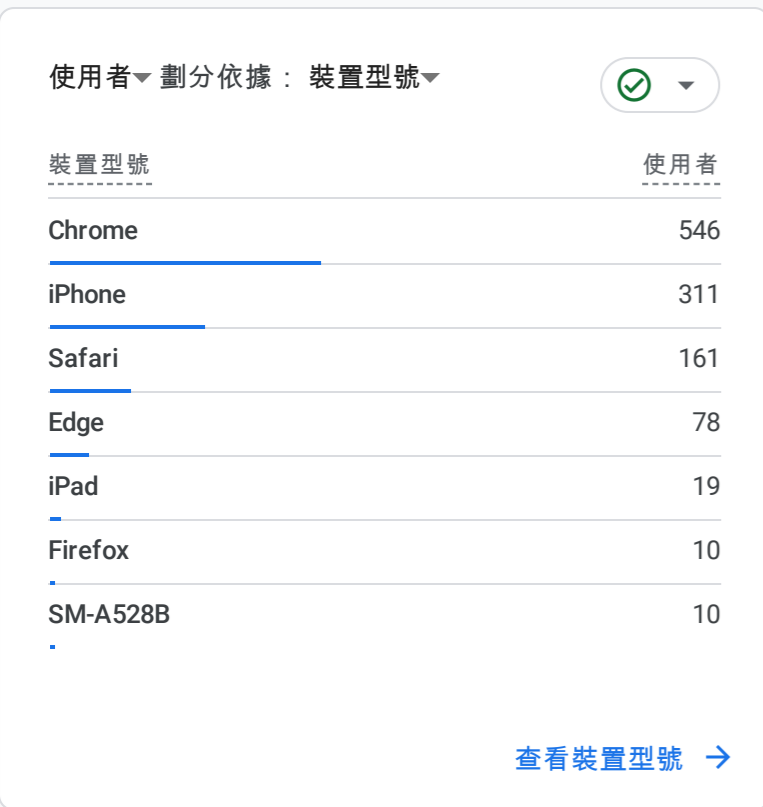 使用者 劃分依據： 裝置型號
裝置型號 使用者
Chrome 546
iPhone 311
Safari 161
Edge 78
iPad 19
Firefox 10
SM-A528B 10
查看裝置型號